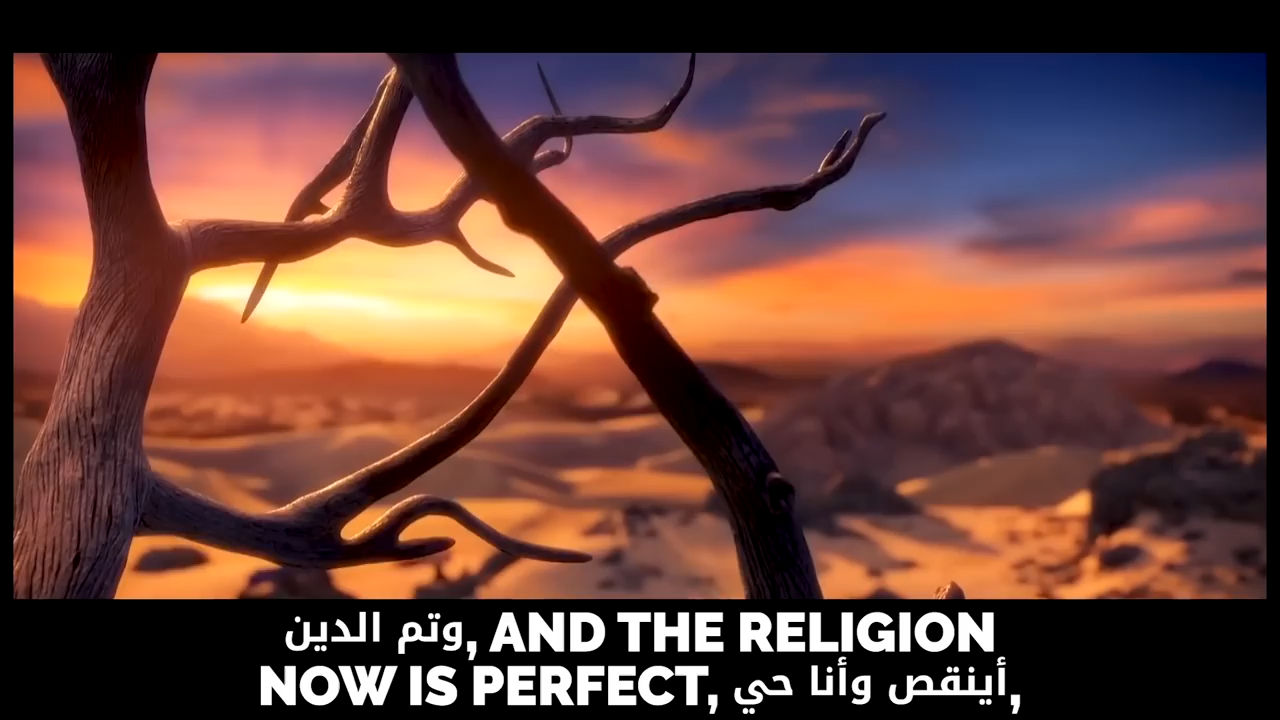 وتم الدين, AND THE RELIGION
NOW IS PERFECT, أينقص وأنا حي,